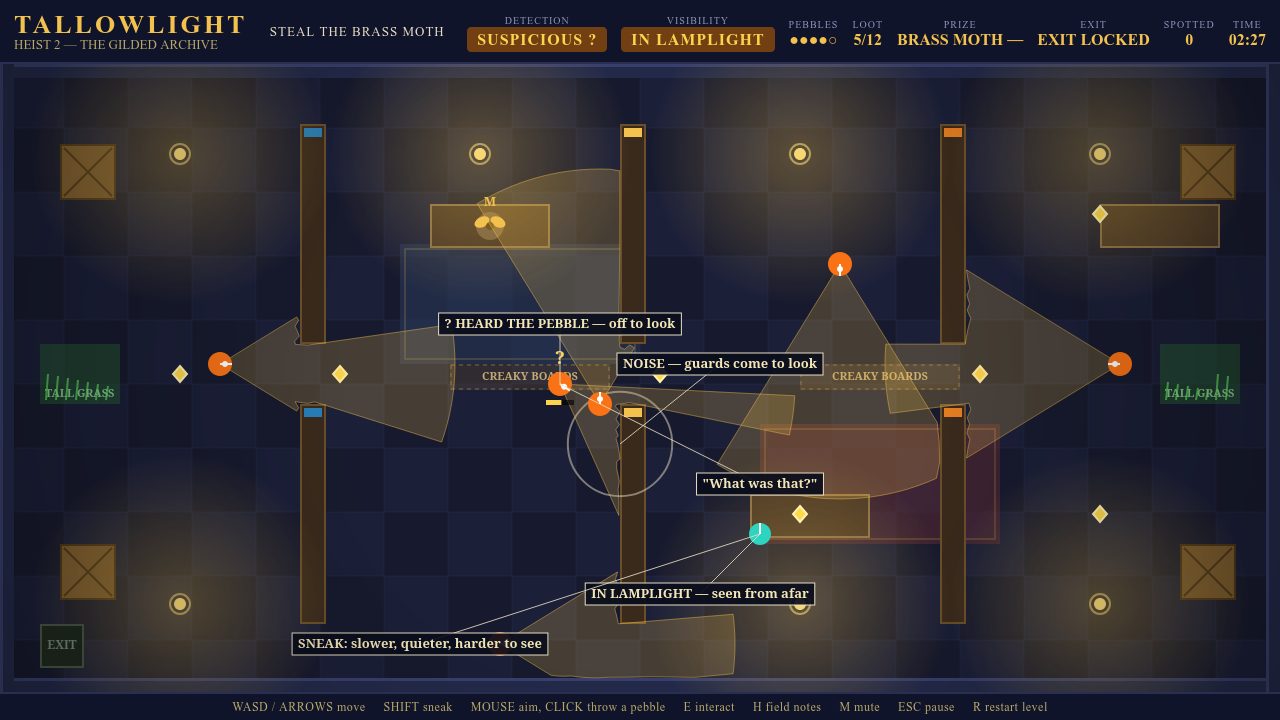 TALLOWLIGHT
HEIST 2 — THE GILDED ARCHIVE
STEAL THE BRASS MOTH
DETECTION
SUSPICIOUS ?
VISIBILITY
IN LAMPLIGHT
PEBBLES
LOOT
5/12
PRIZE
BRASS MOTH —
EXIT
EXIT LOCKED
SPOTTED
0
TIME
02:27
M
? HEARD THE PEBBLE — off to look
?
NOISE — guards come to look
CREAKY BOARDS
CREAKY BOARDS
TALL GRASS
TALL GRASS
"What was that?"
IN LAMPLIGHT — seen from afar
SNEAK: slower, quieter, harder to see
EXIT
WASD / ARROWS move SHIFT sneak MOUSE aim, CLICK throw a pebble E interact H field notes M mute ESC pause R restart level